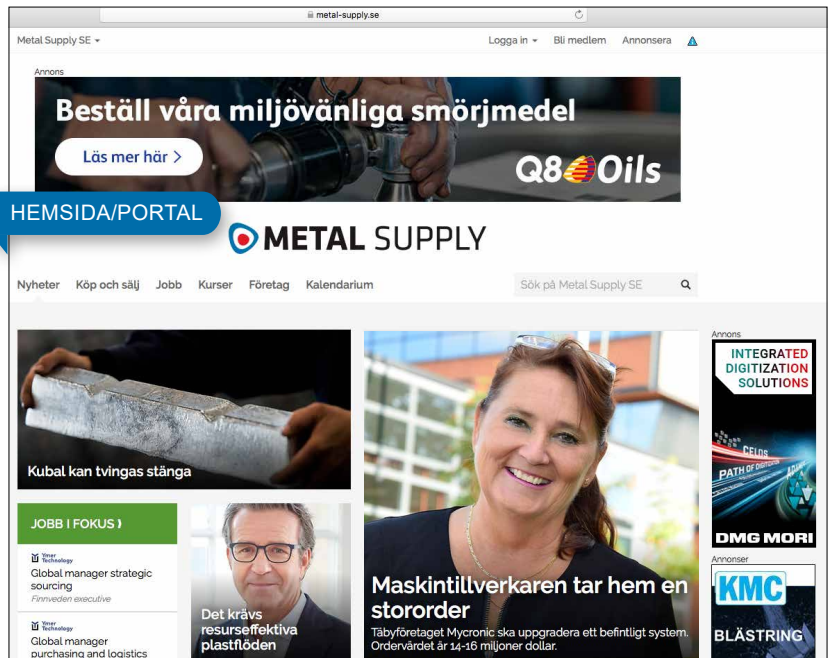 metal-supply.se
Metal Supply SE
Logga in
Bli medlem
Annonsera
Annons
Beställ våra miljövänliga smörjmedel
Läs mer här >
Q8 Oils
HEMSIDA/PORTAL
METAL SUPPLY
Nyheter
Köp och sälj
Jobb
Kurser
Företag
Kalendarium
Sök på Metal Supply SE
Kubal kan tvingas stänga
JOBB I FOKUS
Ymer
Technology
Global manager strategic
sourcing
Finnveden executive
Ymer
Technology
Global manager
purchasing and logistics
Det krävs
resurseffektiva
plastflöden
Maskintillverkaren tar hem en
stororder
Täbyföretaget Mycronic ska uppgradera ett befintligt system.
Ordervärdet är 14-16 miljoner dollar.
Annons
INTEGRATED
DIGITIZATION
SOLUTIONS
CELOS
PATH OF DIGITIZATION
DMG MORI
Annonser
KMC
BLÄSTRING